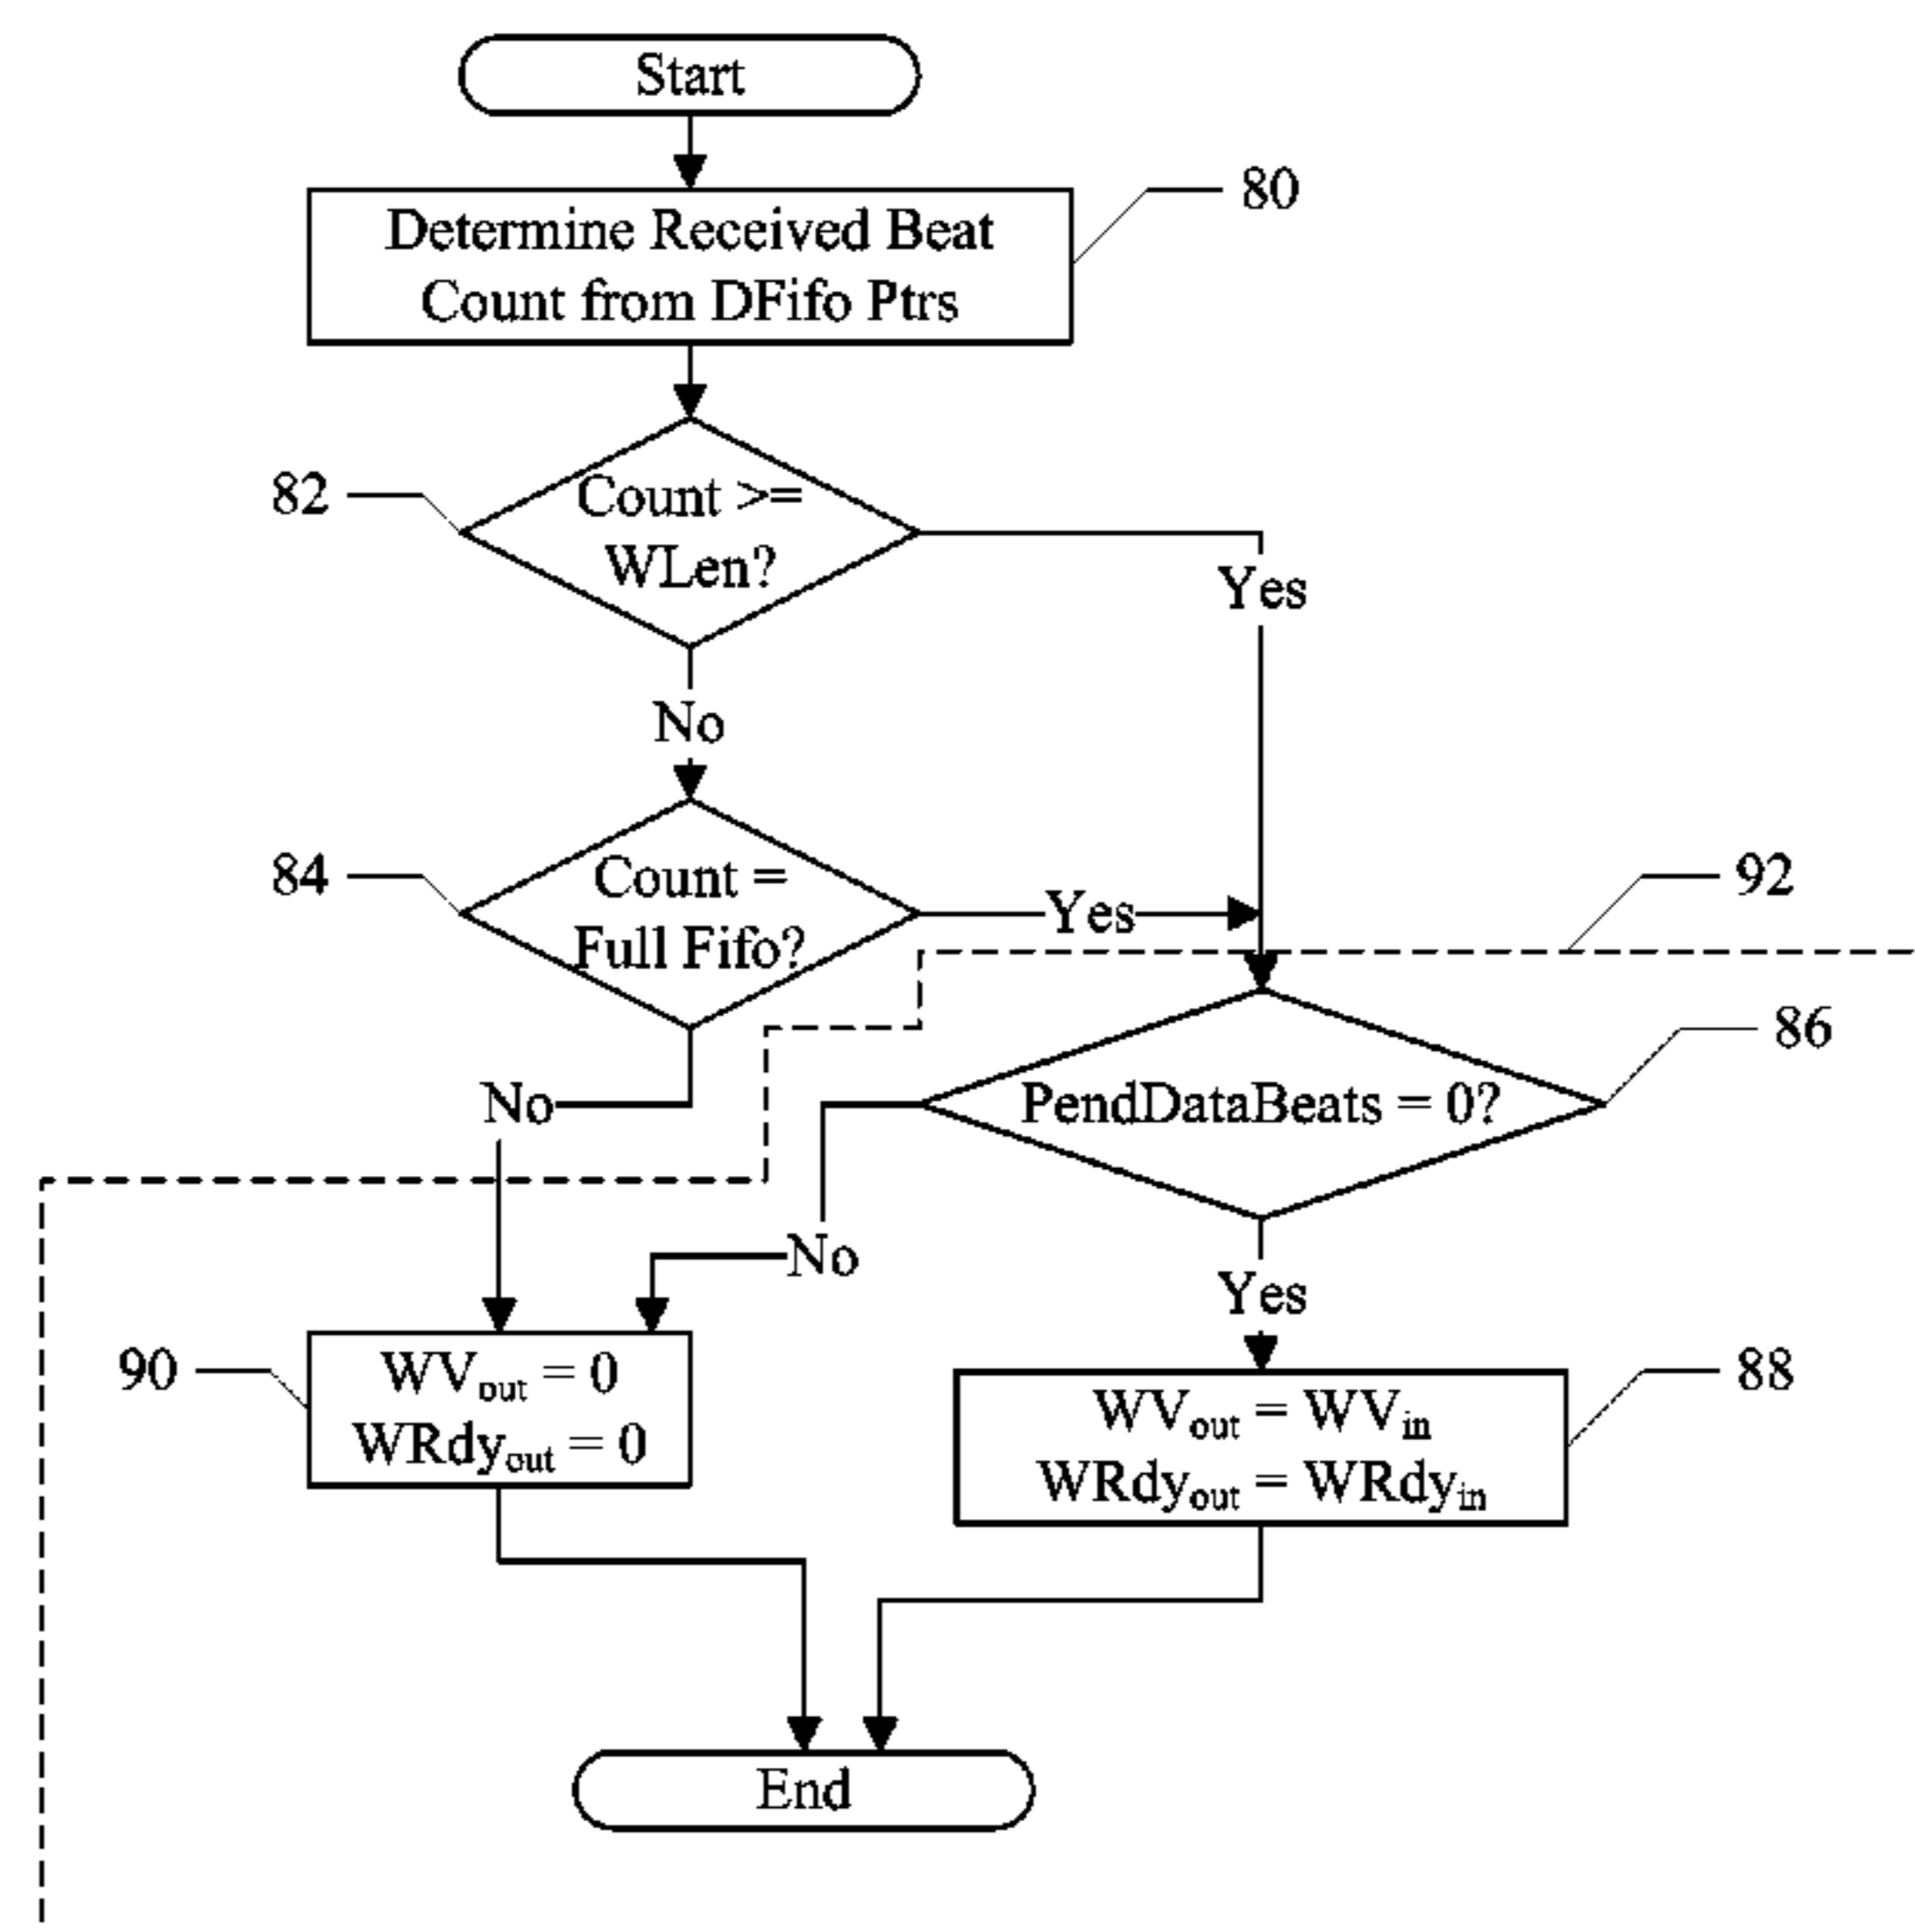 Start
80
Determine Received Beat
Count from DFifo Ptrs
82
Count >=
WLen?
Yes
No
84
Count =
Full Fifo?
Yes
92
86
No
PendDataBeats = 0?
No
Yes
90
WVout = 0
WRdyout = 0
88
WVout = WVin
WRdyout = WRdyin
End